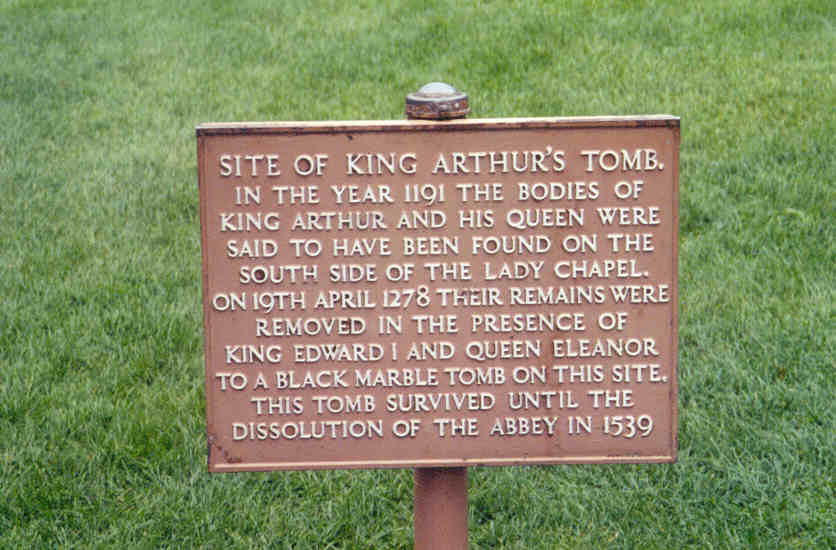 SITE OF KING ARTHUR'S TOMB.
IN THE YEAR 1191 THE BODIES OF
KING ARTHUR AND HIS QUEEN WERE
SAID TO HAVE BEEN FOUND ON THE
SOUTH SIDE OF THE LADY CHAPEL.
ON 19TH APRIL 1278 THEIR REMAINS WERE
REMOVED IN THE PRESENCE OF
KING EDWARD I AND QUEEN ELEANOR
TO A BLACK MARBLE TOMB ON THIS SITE.
THIS TOMB SURVIVED UNTIL THE
DISSOLUTION OF THE ABBEY IN 1539